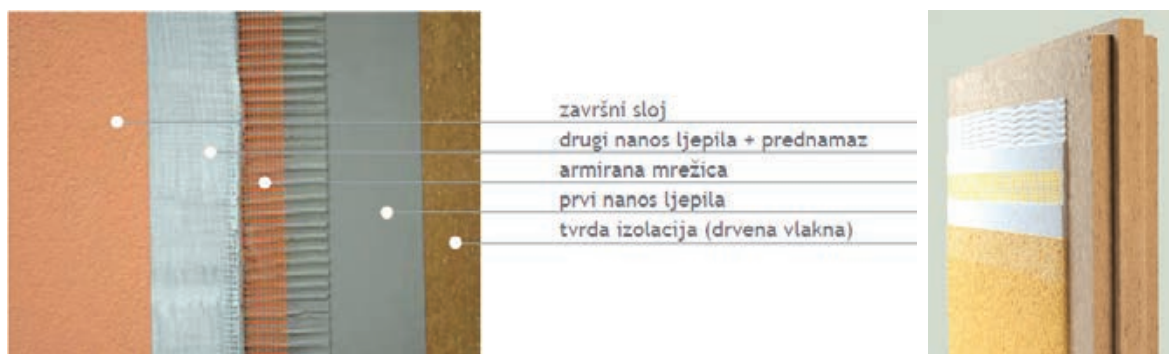 završni sloj
drugi nanos ljepila + prednamaz
armirana mrežica
prvi nanos ljepila
tvrda izolacija (drvena vlakna)